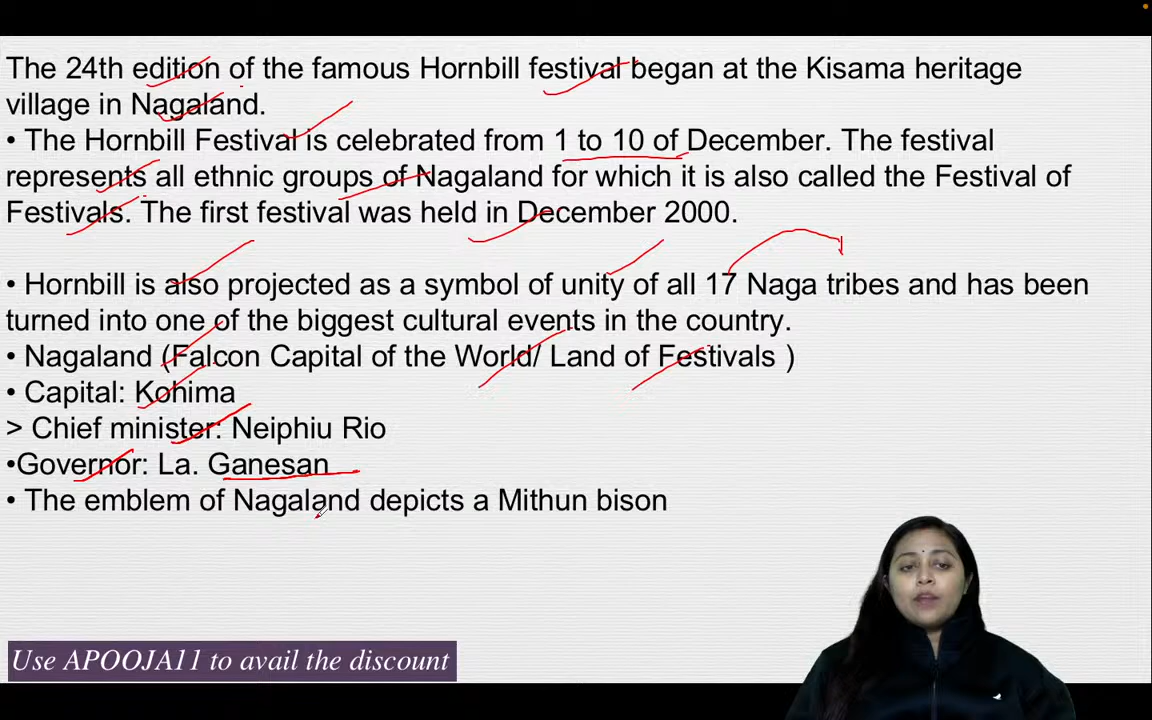 The 24th edition of the famous Hornbill festival began at the Kisama heritage
village in Nagaland.
• The Hornbill Festival is celebrated from 1 to 10 of December. The festival
represents all ethnic groups of Nagaland for which it is also called the Festival of
Festivals. The first festival was held in December 2000.
• Hornbill is also projected as a symbol of unity of all 17 Naga tribes and has been
turned into one of the biggest cultural events in the country.
• Nagaland (Falcon Capital of the World/ Land of Festivals )
• Capital: Kohima
> Chief minister: Neiphiu Rio
•Governor: La. Ganesan
• The emblem of Nagaland depicts a Mithun bison
Use APOOJA11 to avail the discount